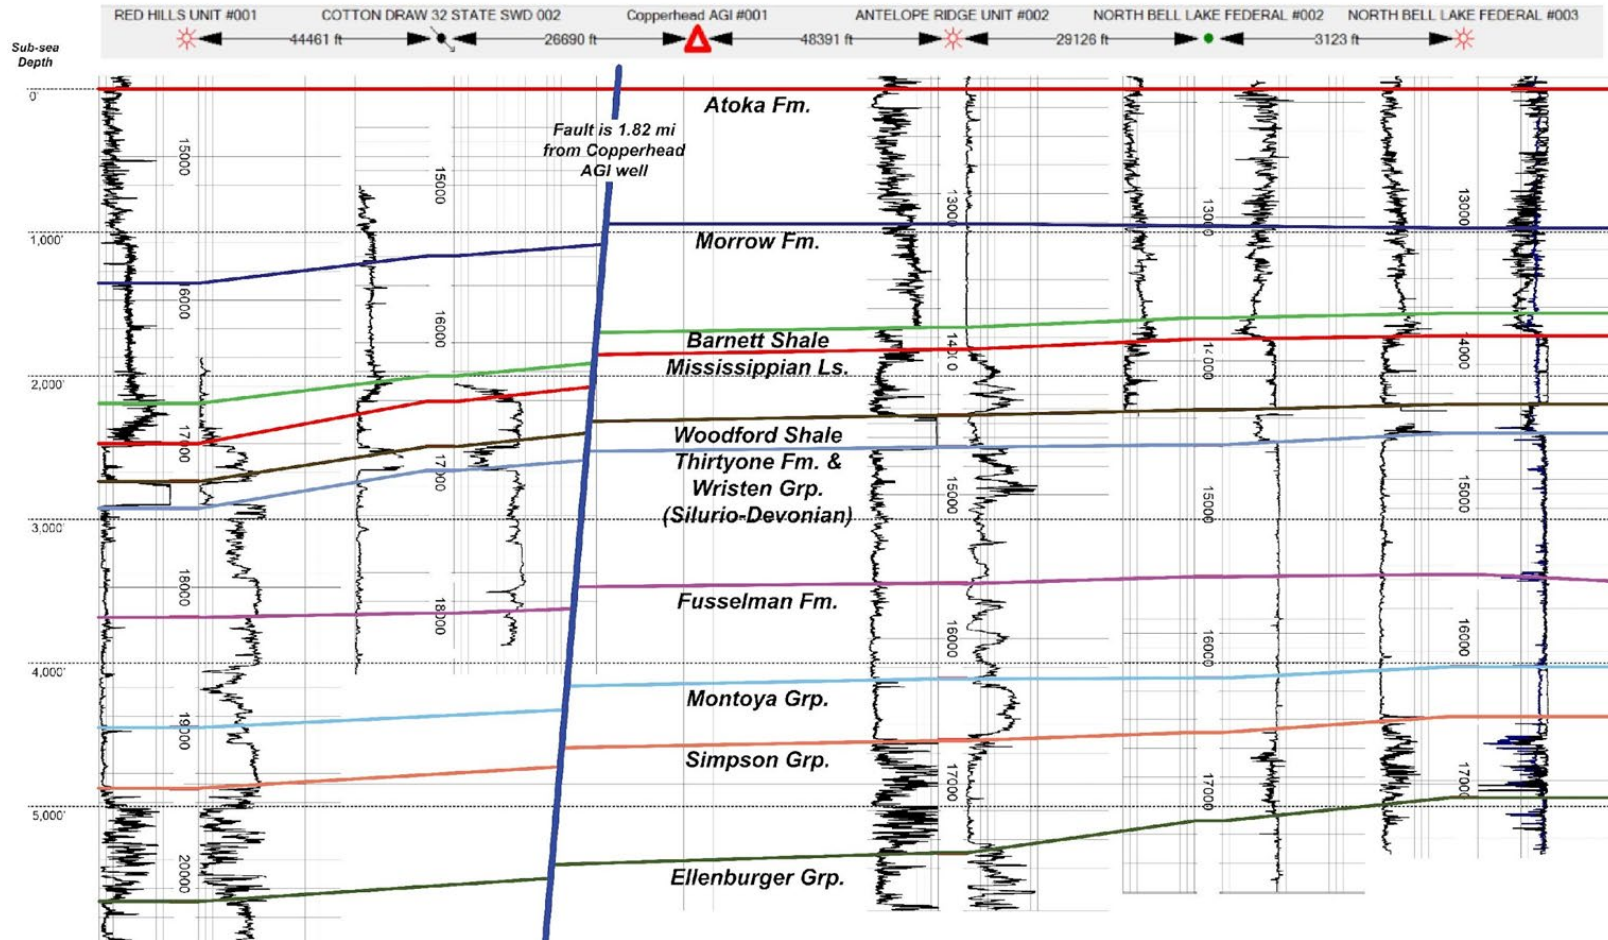 RED HILLS UNIT #001 COTTON DRAW 32 STATE SWD 002 Copperhead AGI #001 ANTELOPE RIDGE UNIT #002 NORTH BELL LAKE FEDERAL #002 NORTH BELL LAKE FEDERAL #003
44461 ft 26690 ft 48391 ft 29126 ft 3123 ft
Sub-sea
Depth
0'
1,000'
2,000'
3,000'
4,000'
5,000'
Fault is 1.82 mi
from Copperhead
AGI well
Atoka Fm.
Morrow Fm.
Barnett Shale
Mississippian Ls.
Woodford Shale
Thirtyone Fm. &
Wristen Grp.
(Silurio-Devonian)
Fusselman Fm.
Montoya Grp.
Simpson Grp.
Ellenburger Grp.
15000
16000
17000
18000
19000
20000
15000
16000
17000
18000
13000
15000
16000
17000
13000
14000
15000
16000
17000
13000
15000
16000
17000